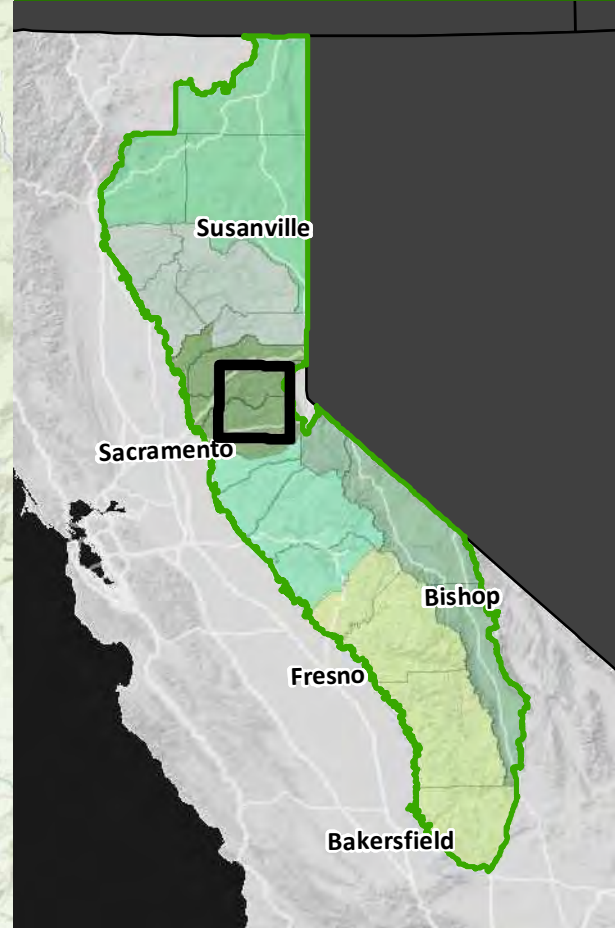 Susanville
Sacramento
Bishop
Fresno
Bakersfield